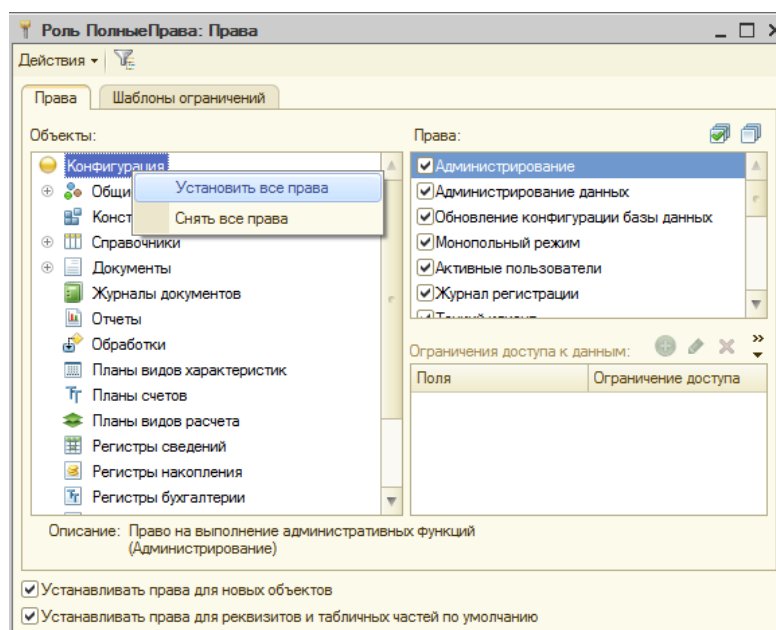 Роль ПолныеПрава: Права
Действия
Права
Шаблоны ограничений
Объекты:
Права:
Конфигурация
Установить все права
Снять все права
Общи
Конст
Справочники
Документы
Журналы документов
Отчеты
Обработки
Планы видов характеристик
Планы счетов
Планы видов расчета
Регистры сведений
Регистры накопления
Регистры бухгалтерии
Администрирование
Администрирование данных
Обновление конфигурации базы данных
Монопольный режим
Активные пользователи
Журнал регистрации
Ограничения доступа к данным:
Поля
Ограничение доступа
Описание: Право на выполнение административных функций
(Администрирование)
Устанавливать права для новых объектов
Устанавливать права для реквизитов и табличных частей по умолчанию